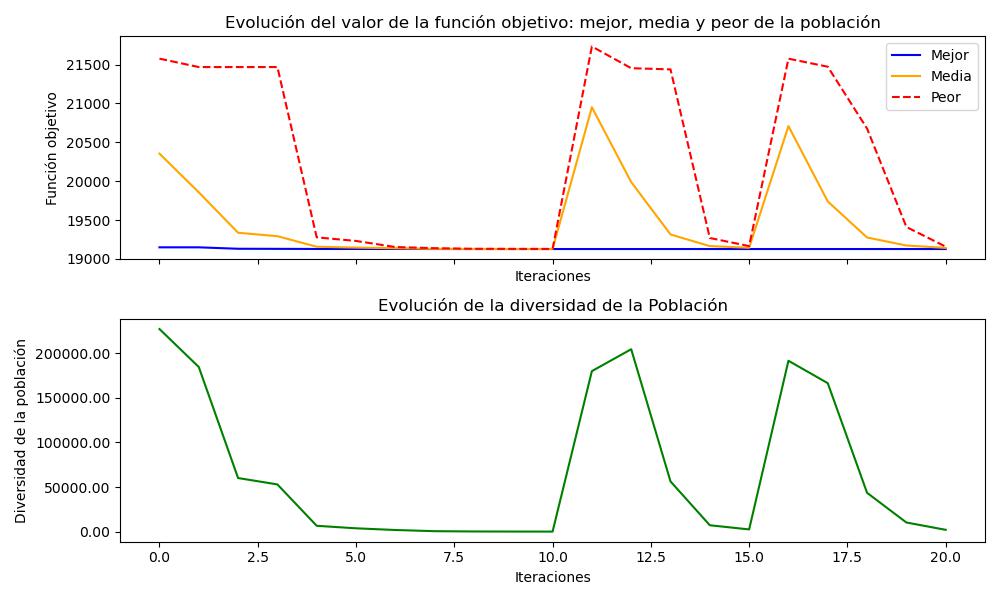 Evolución del valor de la función objetivo: mejor, media y peor de la población
Función objetivo
21500
21000
20500
20000
19500
19000
Mejor
Media
Peor
Iteraciones
Evolución de la diversidad de la Población
Diversidad de la población
200000.00
150000.00
100000.00
50000.00
0.00
0.0 2.5 5.0 7.5 10.0 12.5 15.0 17.5 20.0
Iteraciones